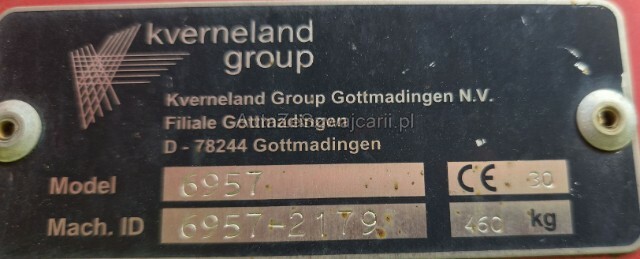 kverneland
group
Kverneland Group Gottmadingen N.V.
Filiale Gottmadingen
D - 78244 Gottmadingen
Model 6957 CE 30
Mach. ID 6957-2179 460 kg